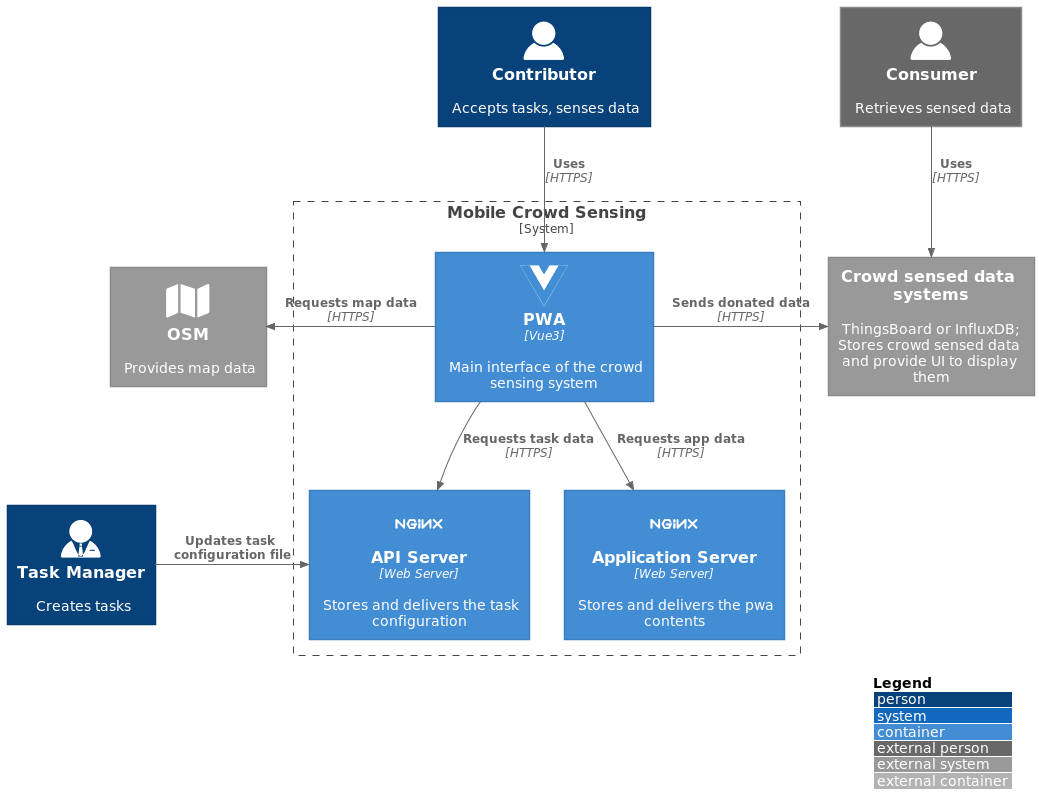 Contributor
Accepts tasks, senses data
Consumer
Retrieves sensed data
Uses
[HTTPS]
Uses
[HTTPS]
Mobile Crowd Sensing
[System]
OSM
Provides map data
Requests map data
[HTTPS]
PWA
[Vue3]
Main interface of the crowd
sensing system
Sends donated data
[HTTPS]
Crowd sensed data
systems
ThingsBoard or InfluxDB;
Stores crowd sensed data
and provide UI to display
them
Requests task data
[HTTPS]
Requests app data
[HTTPS]
Task Manager
Creates tasks
Updates task
configuration file
NGiNX
API Server
[Web Server]
Stores and delivers the task
configuration
NGiNX
Application Server
[Web Server]
Stores and delivers the pwa
contents
Legend
person
system
container
external person
external system
external container